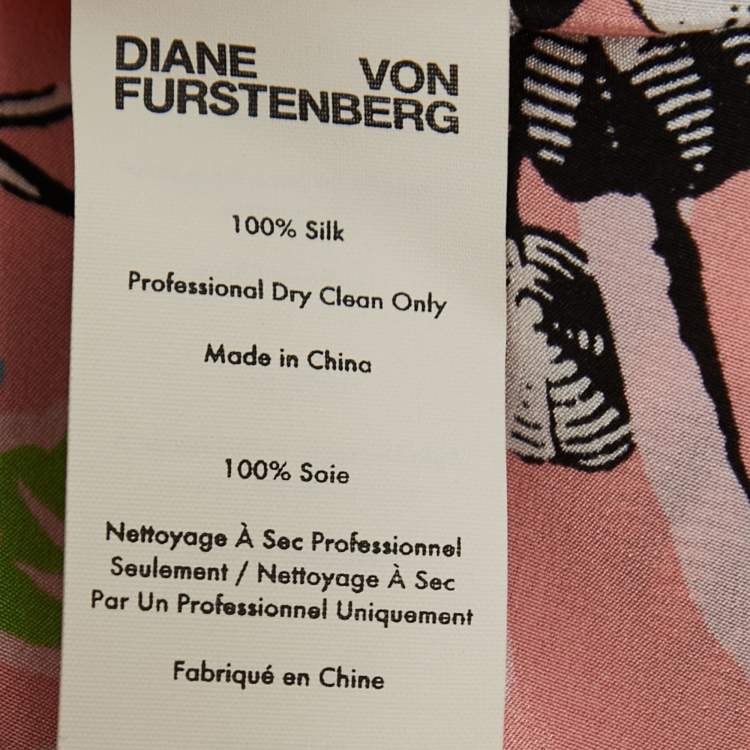 DIANE VON
FURSTENBERG
100% Silk
Professional Dry Clean Only
Made in China
100% Soie
Nettoyage À Sec Professionnel
Seulement / Nettoyage À Sec
Par Un Professionnel Uniquement
Fabriqué en Chine